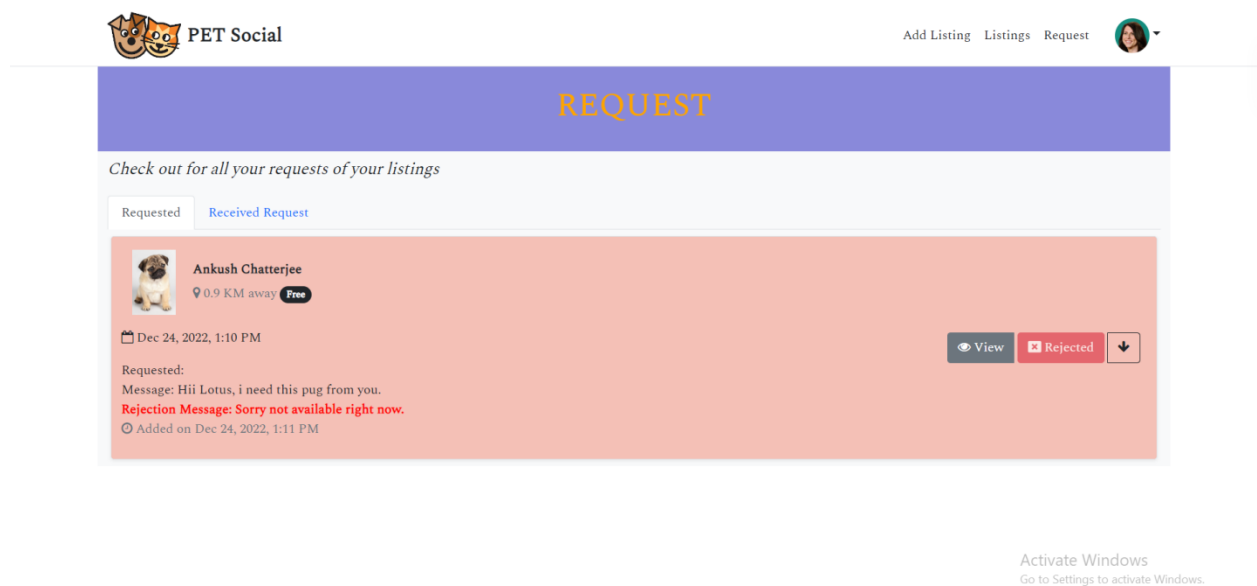 PET Social
Add Listing Listings Request
REQUEST
Check out for all your requests of your listings
Requested Received Request
Ankush Chatterjee
0.9 KM away Free
Dec 24, 2022, 1:10 PM
View Rejected
Requested:
Message: Hii Lotus, i need this pug from you.
Rejection Message: Sorry not available right now.
Added on Dec 24, 2022, 1:11 PM
Activate Windows
Go to Settings to activate Windows.